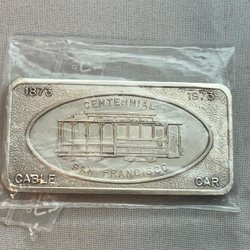 1873 1973
CENTENNIAL
SAN FRANCISCO
CABLE CAR